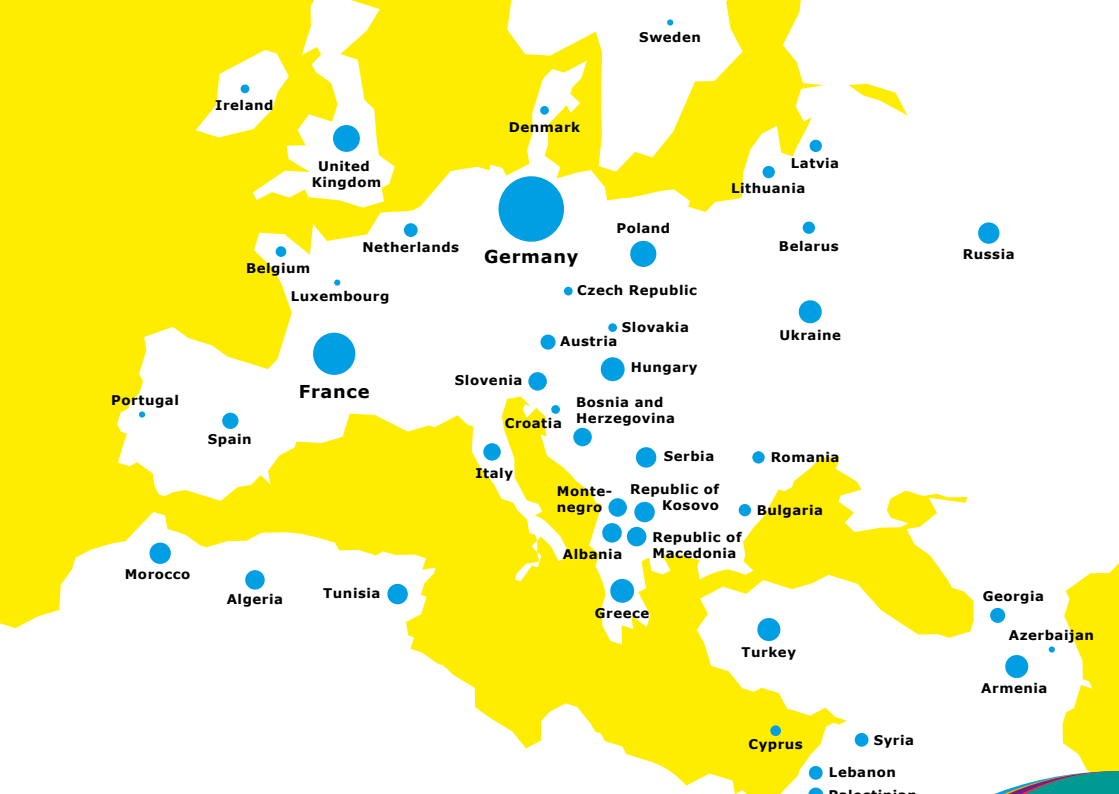 Sweden
Ireland
Denmark
United
Kingdom
Latvia
Lithuania
Netherlands
Germany
Poland
Belarus
Russia
Belgium
Luxembourg
Czech Republic
Slovakia
Austria
Ukraine
Hungary
France
Slovenia
Portugal
Spain
Croatia
Bosnia and
Herzegovina
Italy
Serbia
Romania
Monte-
negro
Republic of
Kosovo
Bulgaria
Albania
Republic of
Macedonia
Morocco
Algeria
Tunisia
Greece
Georgia
Turkey
Azerbaijan
Armenia
Cyprus
Syria
Lebanon
Palestinian